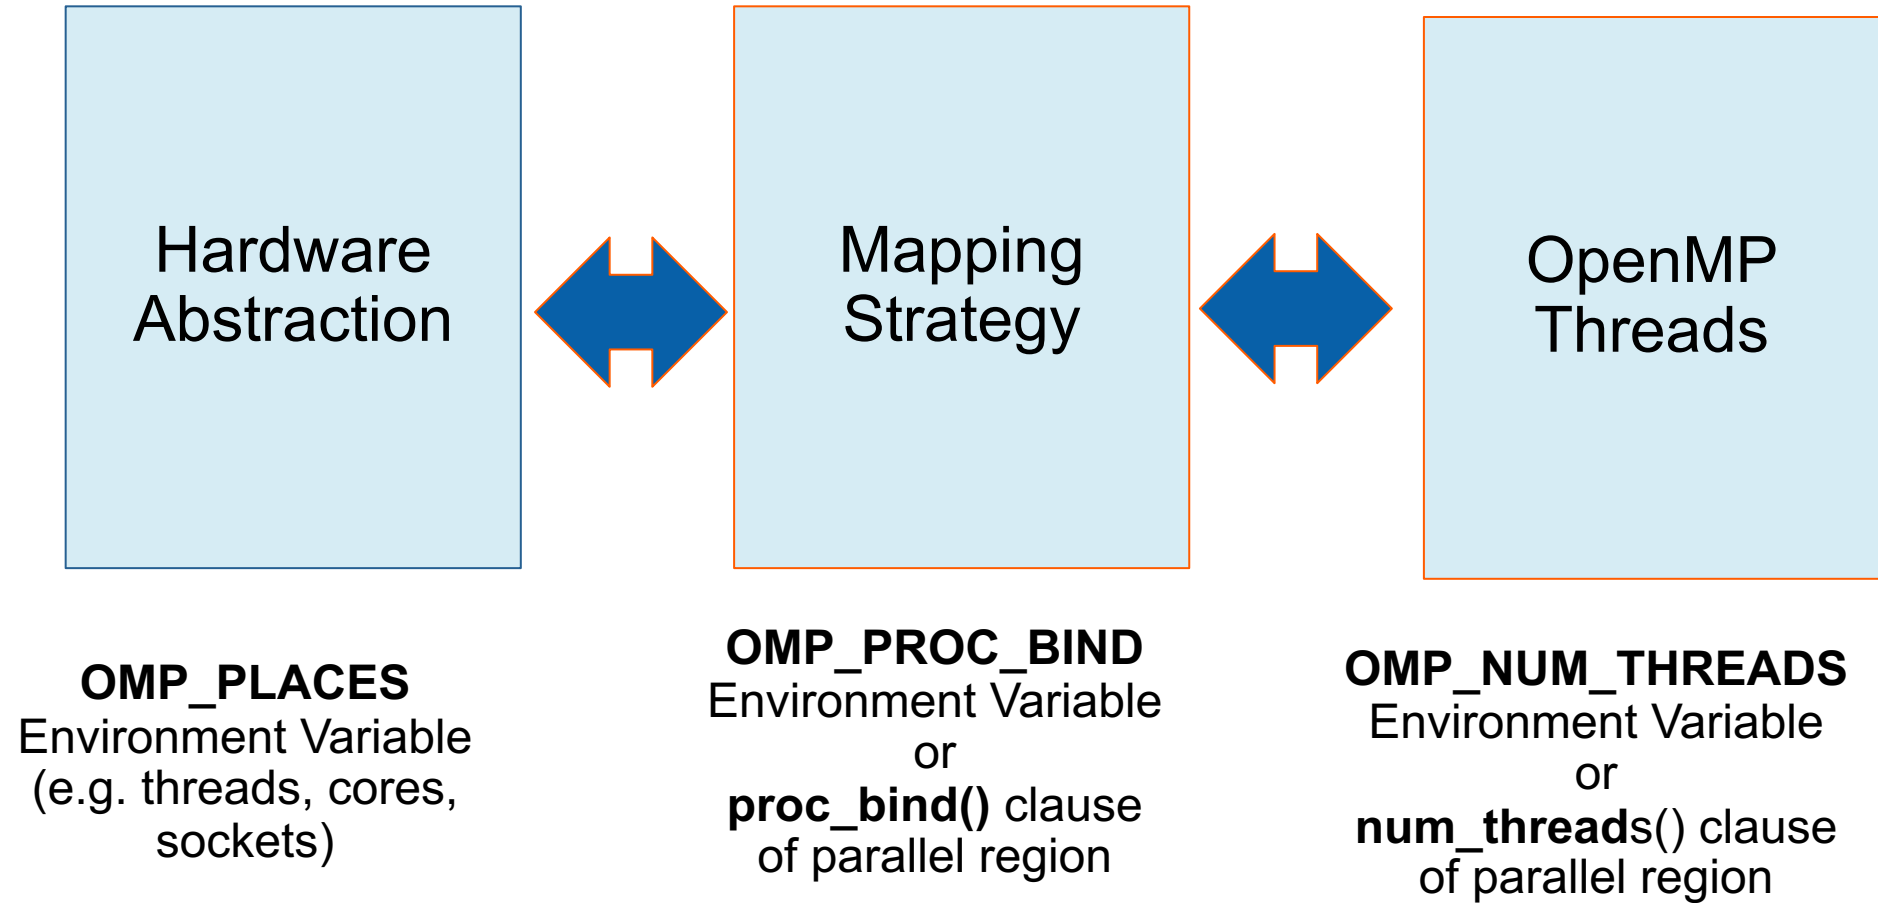 Hardware
Abstraction
Mapping
Strategy
OpenMP
Threads
OMP_PLACES
Environment Variable
(e.g. threads, cores,
sockets)
OMP_PROC_BIND
Environment Variable
or
proc_bind() clause
of parallel region
OMP_NUM_THREADS
Environment Variable
or
num_threads() clause
of parallel region